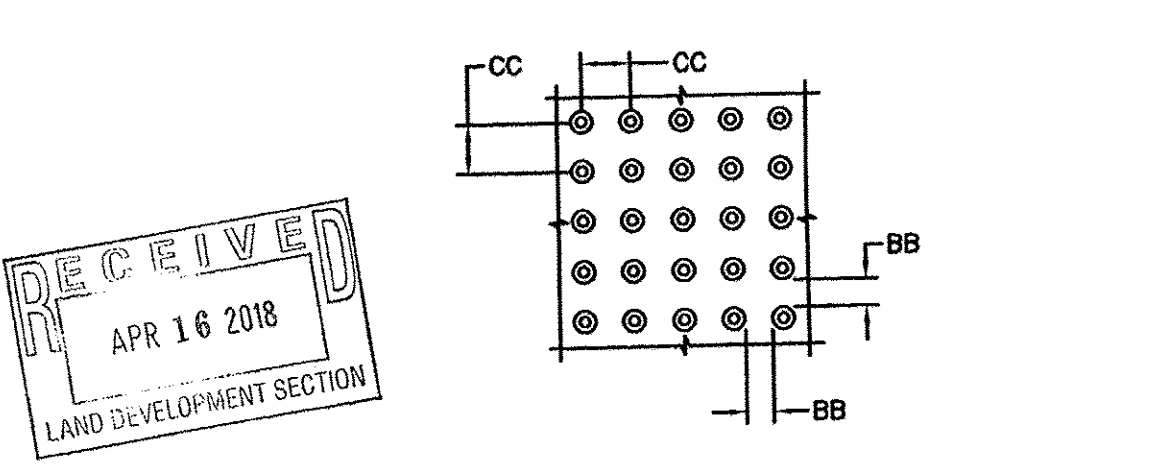 CC
CC
BB
BB
RECEIVED
APR 16 2018
LAND DEVELOPMENT SECTION